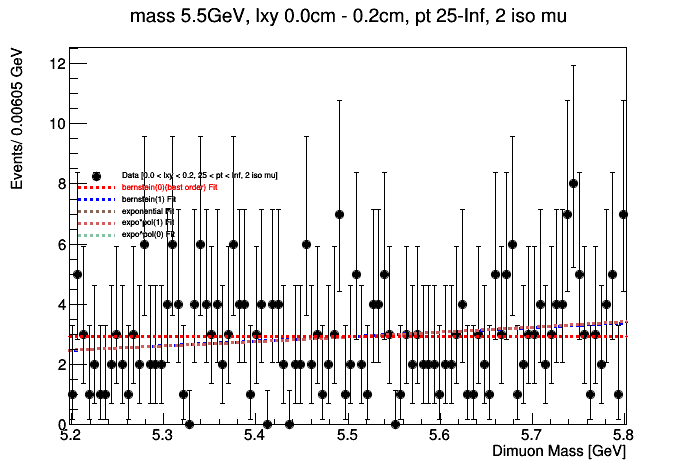 mass 5.5GeV, lxy 0.0cm - 0.2cm, pt 25-Inf, 2 iso mu
Events/ 0.00605 GeV
12
10
8
6
4
2
0
Data [0.0 < lxy < 0.2, 25 < pt < Inf, 2 iso mu]
bernstein(0)(best order) Fit
bernstein(1) Fit
exponential Fit
expo*pol(1) Fit
expo*pol(0) Fit
5.2 5.3 5.4 5.5 5.6 5.7 5.8
Dimuon Mass [GeV]